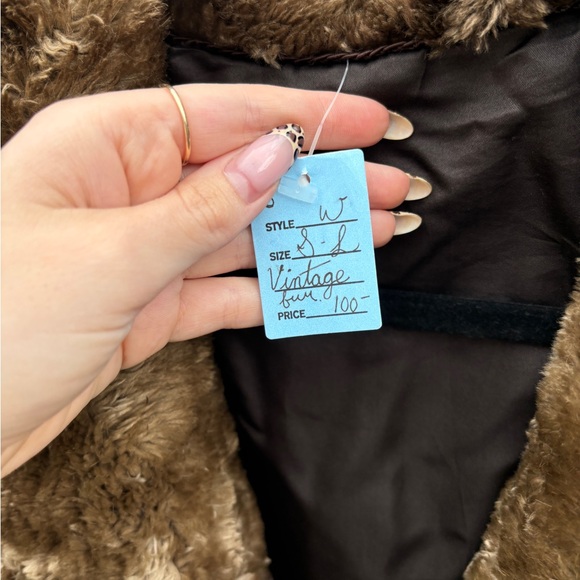 STYLE W
SIZE S-L
Vintage
fur.
PRICE 100-